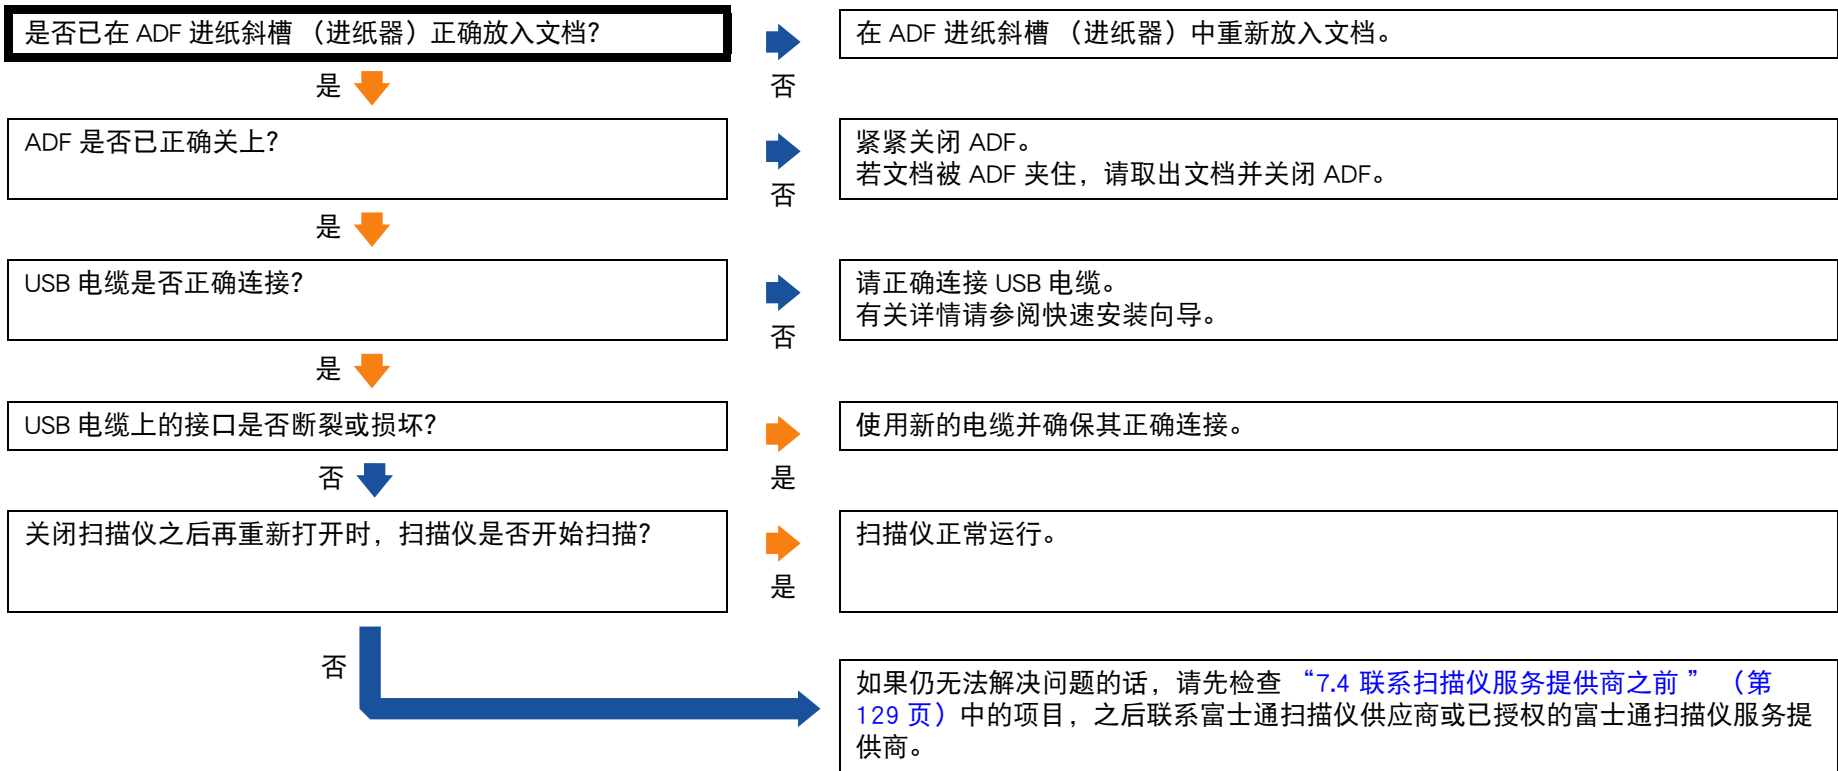 是否已在 ADF 进纸斜槽 （进纸器）正确放入文档?
否
在 ADF 进纸斜槽 （进纸器）中重新放入文档。
是
ADF 是否已正确关上?
否
紧紧关闭 ADF。
若文档被 ADF 夹住，请取出文档并关闭 ADF。
是
USB 电缆是否正确连接?
否
请正确连接 USB 电缆。
有关详情请参阅快速安装向导。
是
USB 电缆上的接口是否断裂或损坏?
是
使用新的电缆并确保其正确连接。
否
关闭扫描仪之后再重新打开时，扫描仪是否开始扫描?
是
扫描仪正常运行。
否
如果仍无法解决问题的话，请先检查 “7.4 联系扫描仪服务提供商之前 ” （第
129 页）中的项目，之后联系富士通扫描仪供应商或已授权的富士通扫描仪服务提
供商。